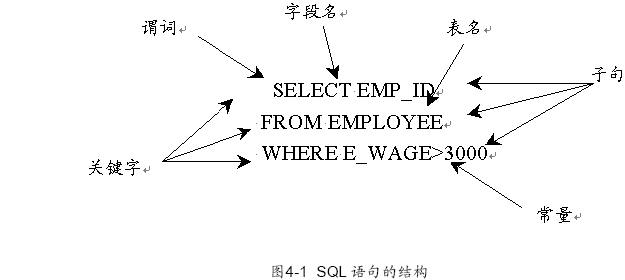 字段名
谓词
表名
子句
SELECT EMP_ID
FROM EMPLOYEE
WHERE E_WAGE>3000
关键字
常量
图4-1 SQL 语句的结构